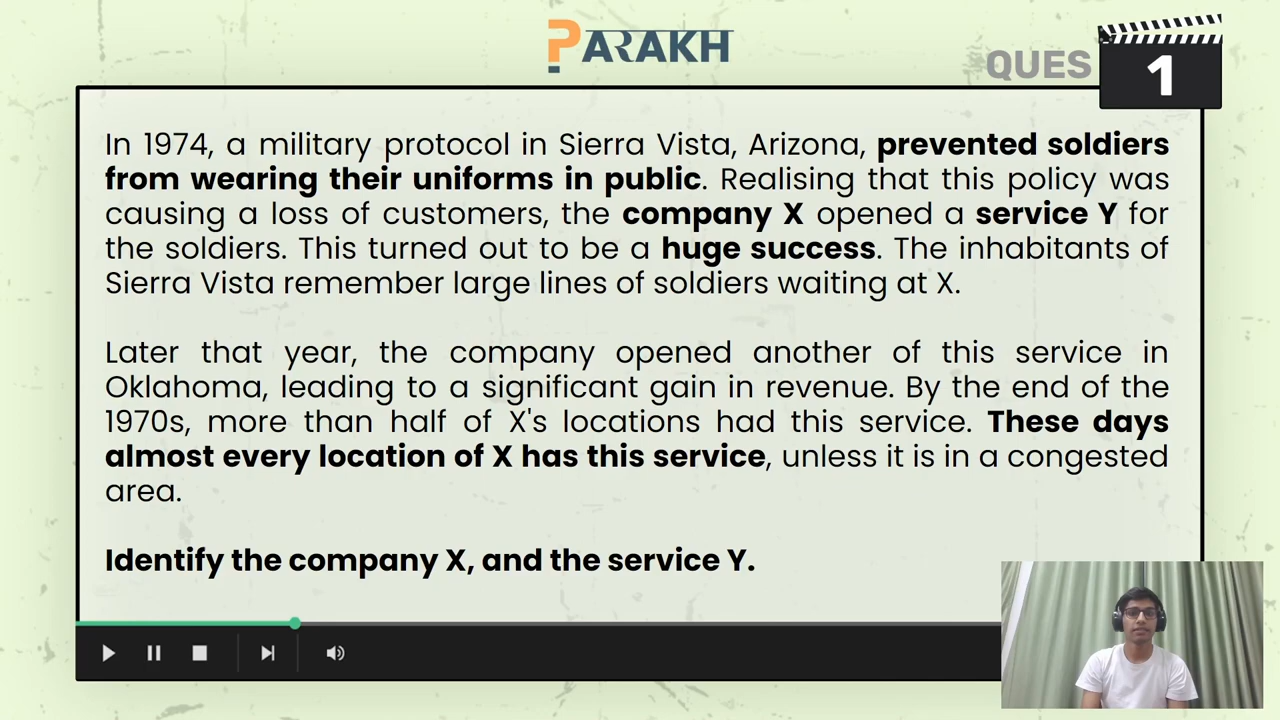 ?ARAKH
QUES 1
In 1974, a military protocol in Sierra Vista, Arizona, prevented soldiers
from wearing their uniforms in public. Realising that this policy was
causing a loss of customers, the company X opened a service Y for
the soldiers. This turned out to be a huge success. The inhabitants of
Sierra Vista remember large lines of soldiers waiting at X.
Later that year, the company opened another of this service in
Oklahoma, leading to a significant gain in revenue. By the end of the
1970s, more than half of X's locations had this service. These days
almost every location of X has this service, unless it is in a congested
area.
Identify the company X, and the service Y.